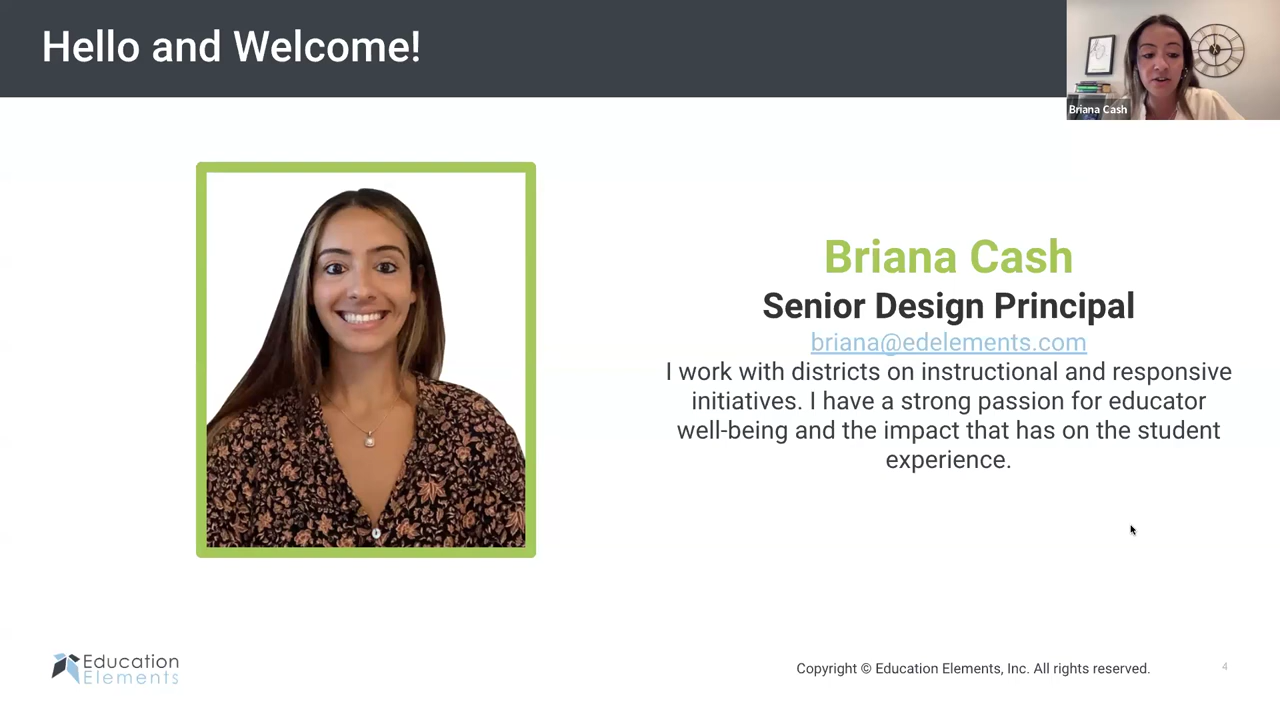 Hello and Welcome!
Briana Cash
Briana Cash
Senior Design Principal
briana@edelements.com
I work with districts on instructional and responsive
initiatives. I have a strong passion for educator
well-being and the impact that has on the student
experience.
Education
Elements
Copyright © Education Elements, Inc. All rights reserved.
4